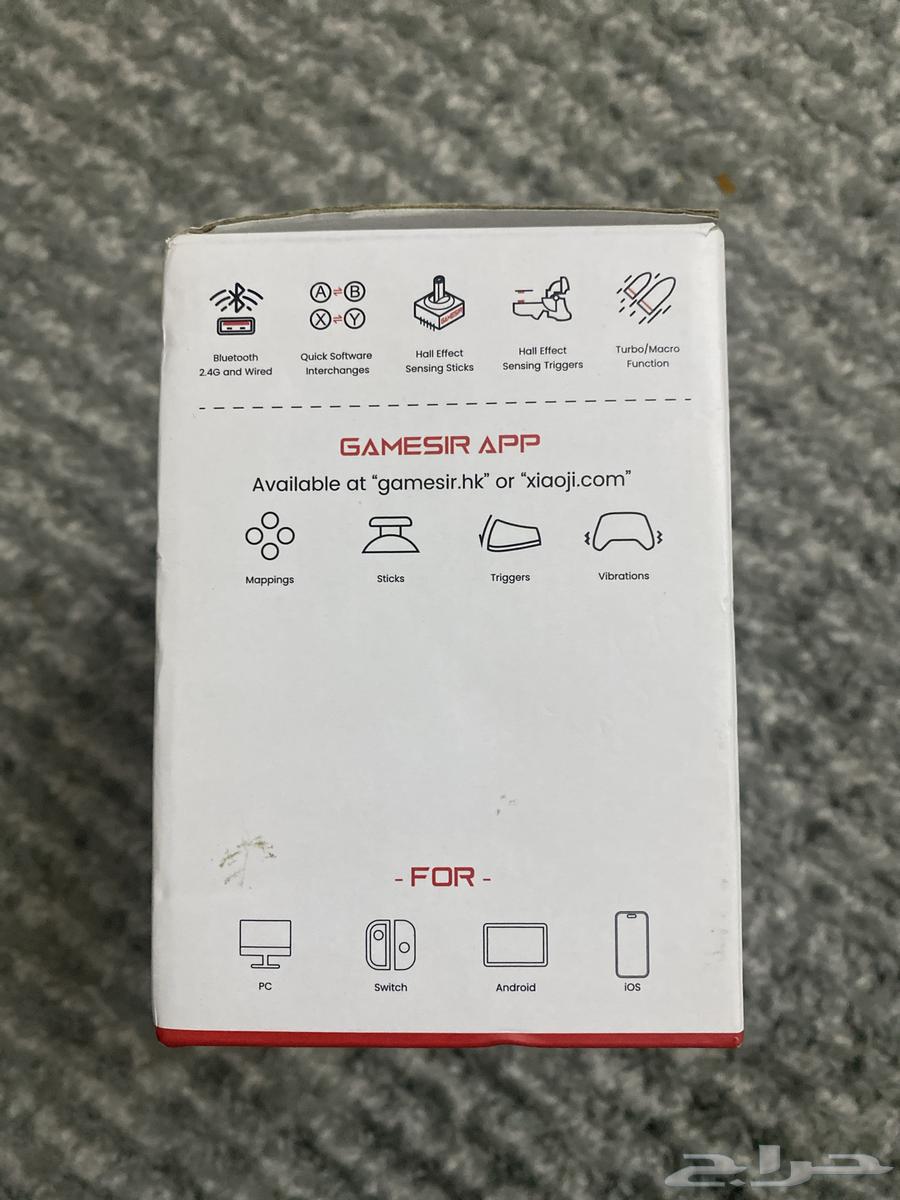 Bluetooth
2.4G and Wired
A ⇌ B
X ⇌ Y
Quick Software
Interchanges
GAMESIR
Hall Effect
Sensing Sticks
Hall Effect
Sensing Triggers
Turbo/Macro
Function
GAMESIR APP
Available at “gamesir.hk” or “xiaoji.com”
Mappings
Sticks
Triggers
Vibrations
- FOR -
PC
Switch
Android
iOS
حراج